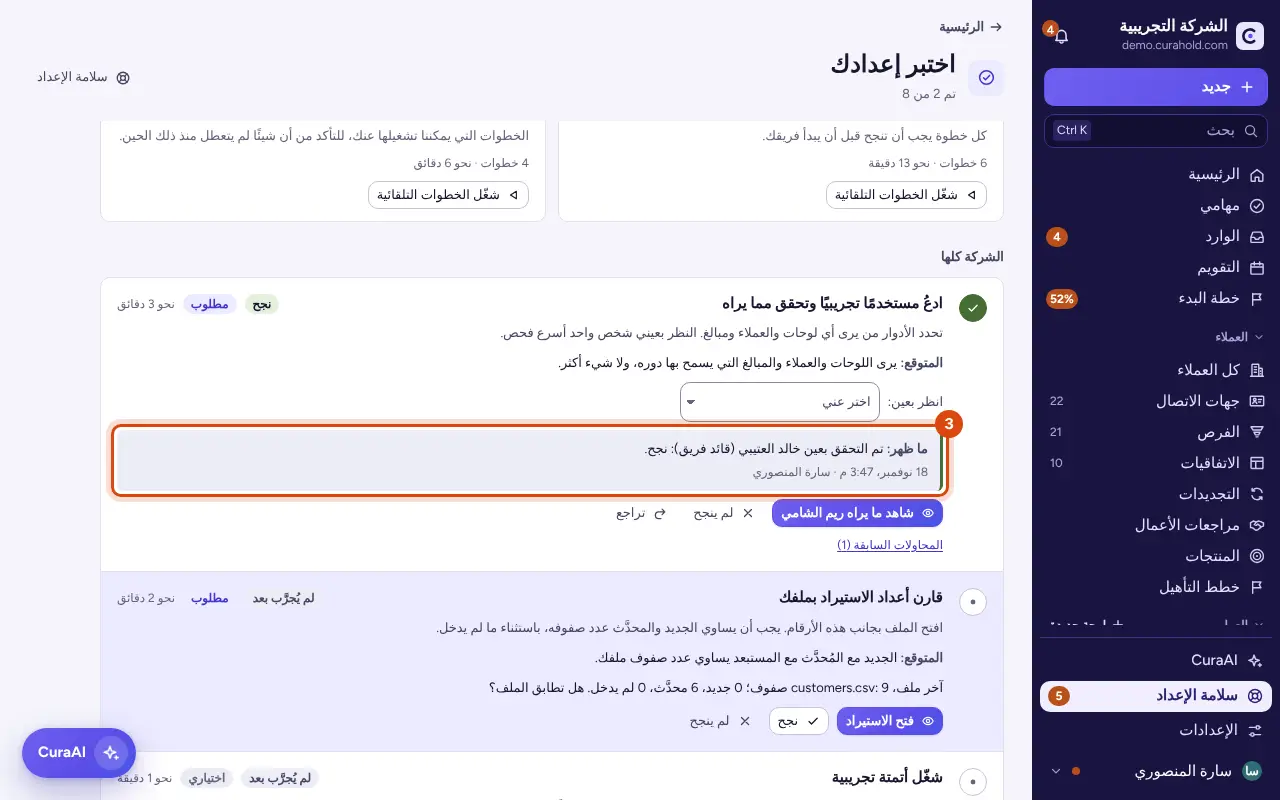 الشركة التجريبية
demo.curahold.com
4
جديد
بحث
Ctrl K
الرئيسية
مهامي
الوارد
4
التقويم
خطة البدء
52%
العملاء
كل العملاء
جهات الاتصال
22
الفرص
21
الاتفاقيات
10
التجديدات
مراجعات الأعمال
المنتجات
خطط التأهيل
CuraAI
سلامة الإعداد
5
الإعدادات
سارة المنصوري
سا
الرئيسية
اختبر إعدادك
تم 2 من 8
سلامة الإعداد
كل خطوة يجب أن تنجح قبل أن يبدأ فريقك.
6 خطوات · نحو 13 دقيقة
شغّل الخطوات التلقائية
الخطوات التي يمكننا تشغيلها عنك، للتأكد من أن شيئًا لم يتعطل منذ ذلك الحين.
4 خطوات · نحو 6 دقائق
شغّل الخطوات التلقائية
الشركة كلها
ادعُ مستخدمًا تجريبيًا وتحقق مما يراه
نجح
مطلوب
نحو 3 دقائق
تحدد الأدوار من يرى أي لوحات والعملاء ومبالغ. النظر بعيني شخص واحد أسرع فحص.
المتوقع: يرى اللوحات والعملاء والمبالغ التي يسمح بها دوره، ولا شيء أكثر.
انظر بعين:
اختر عني
3
ما ظهر: تم التحقق بعين خالد العتيبي (قائد فريق): نجح.
18 نوفمبر، 3:47 م · سارة المنصوري
شاهد ما يراه ريم الشامي
لم ينجح
تراجع
المحاولات السابقة (1)
قارن أعداد الاستيراد بملفك
لم يُجرَّب بعد
مطلوب
نحو 2 دقائق
افتح الملف بجانب هذه الأرقام. يجب أن يساوي الجديد والمحدَّث عدد صفوفه، باستثناء ما لم يدخل.
المتوقع: الجديد مع المُحدَّث مع المستبعد يساوي عدد صفوف ملفك.
آخر ملف، customers.csv: 9 صفوف؛ 0 جديد، 6 محدَّث، 0 لم يدخل. هل تطابق الملف؟
فتح الاستيراد
نجح
لم ينجح
شغّل أتمتة تجريبية
لم يُجرَّب بعد
اختياري
نحو 1 دقيقة
CuraAI